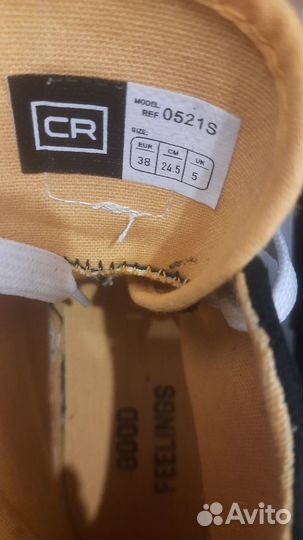 CR
MODEL
REF 0521S
SIZE:
EUR CM UK
38 24.5 5
GOOD
FEELINGS
Avito